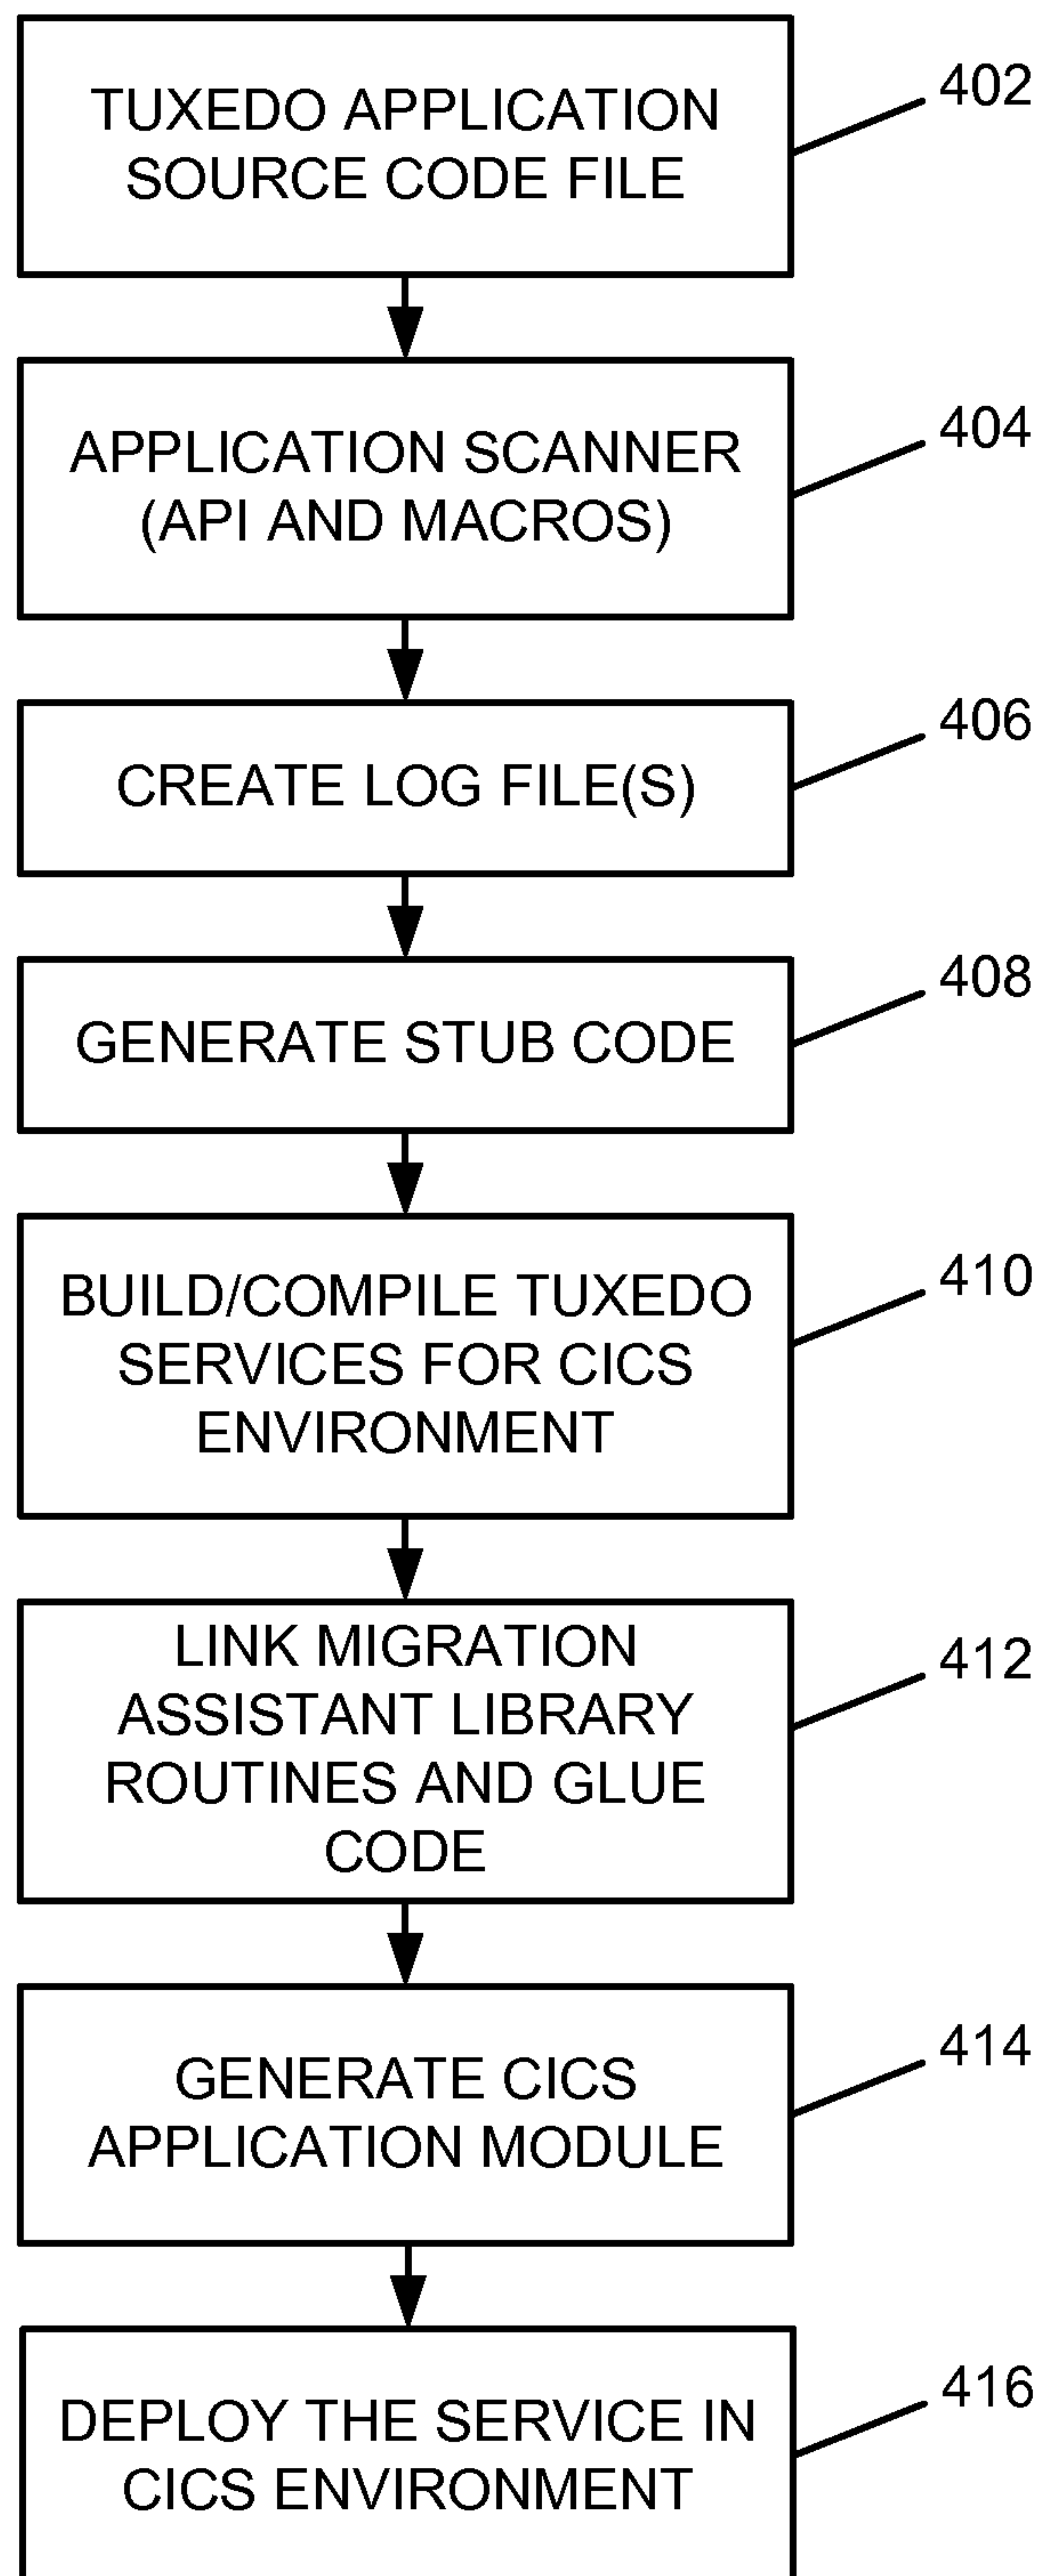 TUXEDO APPLICATION
SOURCE CODE FILE
402
APPLICATION SCANNER
(API AND MACROS)
404
CREATE LOG FILE(S)
406
GENERATE STUB CODE
408
BUILD/COMPILE TUXEDO
SERVICES FOR CICS
ENVIRONMENT
410
LINK MIGRATION
ASSISTANT LIBRARY
ROUTINES AND GLUE
CODE
412
GENERATE CICS
APPLICATION MODULE
414
DEPLOY THE SERVICE IN
CICS ENVIRONMENT
416